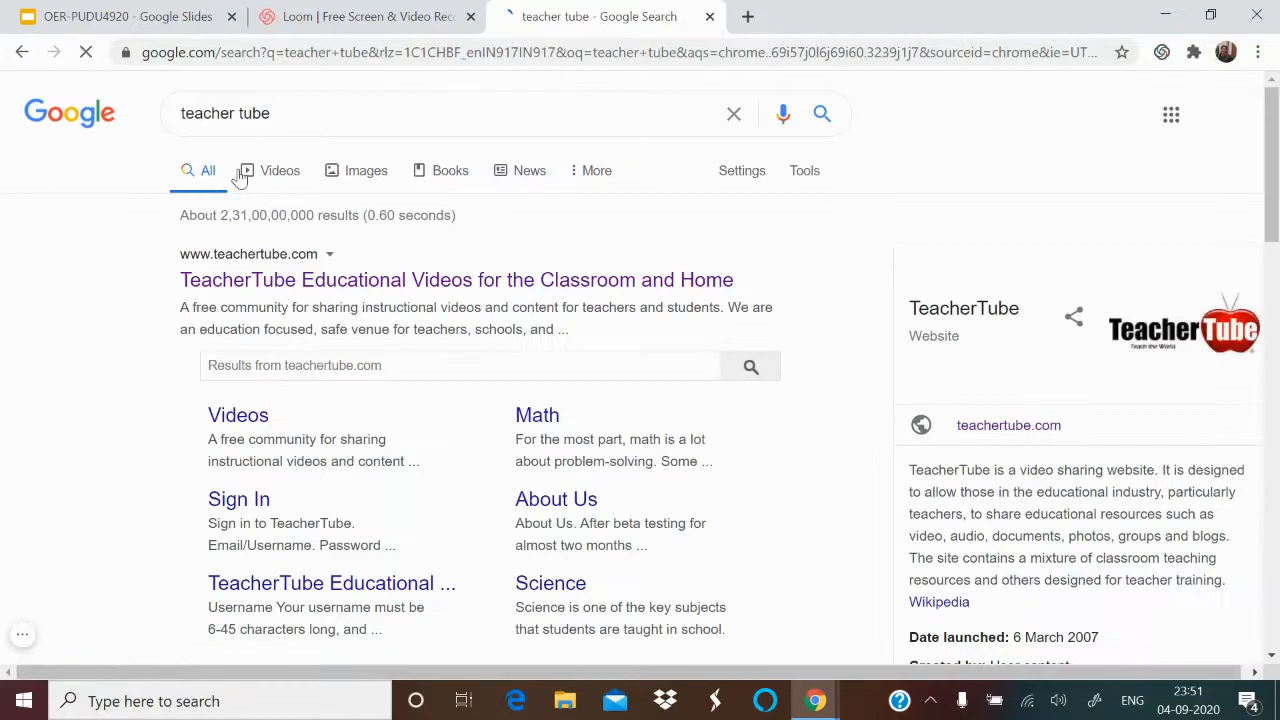 OER-PUDU4920 - Google Slides
Loom | Free Screen & Video Rec
teacher tube - Google Search
google.com/search?q=teacher+tube&rlz=1C1CHBF_enIN917IN917&oq=teacher+tube&aqs=chrome..69i57j0l6j69i60.3239j1j7&sourceid=chrome&ie=UT...
Google
teacher tube
All
Videos
Images
Books
News
More
Settings
Tools
About 2,31,00,00,000 results (0.60 seconds)
www.teachertube.com
TeacherTube Educational Videos for the Classroom and Home
A free community for sharing instructional videos and content for teachers and students. We are
an education focused, safe venue for teachers, schools, and ...
Results from teachertube.com
Videos
A free community for sharing
instructional videos and content ...
Math
For the most part, math is a lot
about problem-solving. Some ...
Sign In
Sign in to TeacherTube.
Email/Username. Password ...
About Us
About Us. After beta testing for
almost two months ...
TeacherTube Educational ...
Username Your username must be
6-45 characters long, and ...
Science
Science is one of the key subjects
that students are taught in school.
TeacherTube
Website
TeacherTube
Teach the World
teachertube.com
TeacherTube is a video sharing website. It is designed
to allow those in the educational industry, particularly
teachers, to share educational resources such as
video, audio, documents, photos, groups and blogs.
The site contains a mixture of classroom teaching
resources and others designed for teacher training.
Wikipedia
Date launched: 6 March 2007
Created by: User content
Type here to search
ENG
23:51
04-09-2020
4